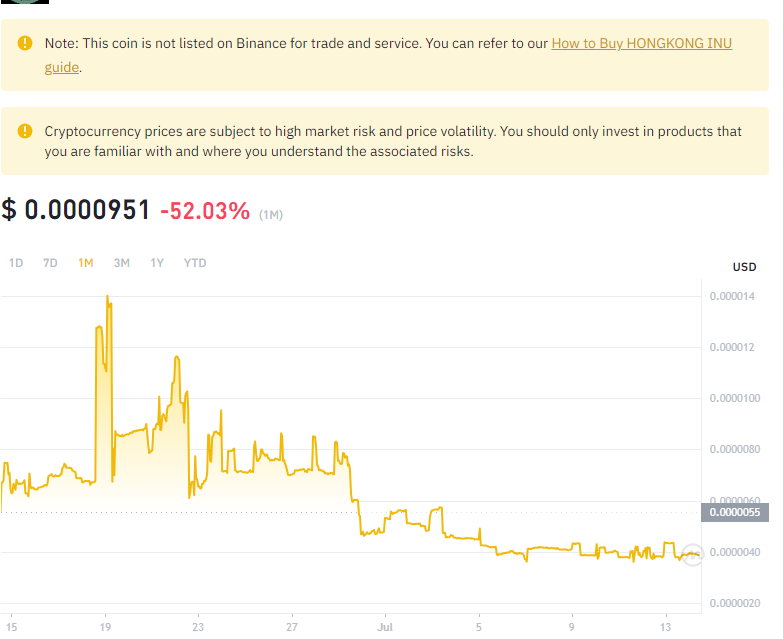 Note: This coin is not listed on Binance for trade and service. You can refer to our How to Buy HONGKONG INU
guide.
Cryptocurrency prices are subject to high market risk and price volatility. You should only invest in products that
you are familiar with and where you understand the associated risks.
$ 0.0000951 -52.03% (1M)
1D 7D 1M 3M 1Y YTD
USD
0.000014
0.000012
0.0000100
0.0000080
0.0000060
0.0000055
0.0000040
0.0000020
15 19 23 27 Jul 5 9 13